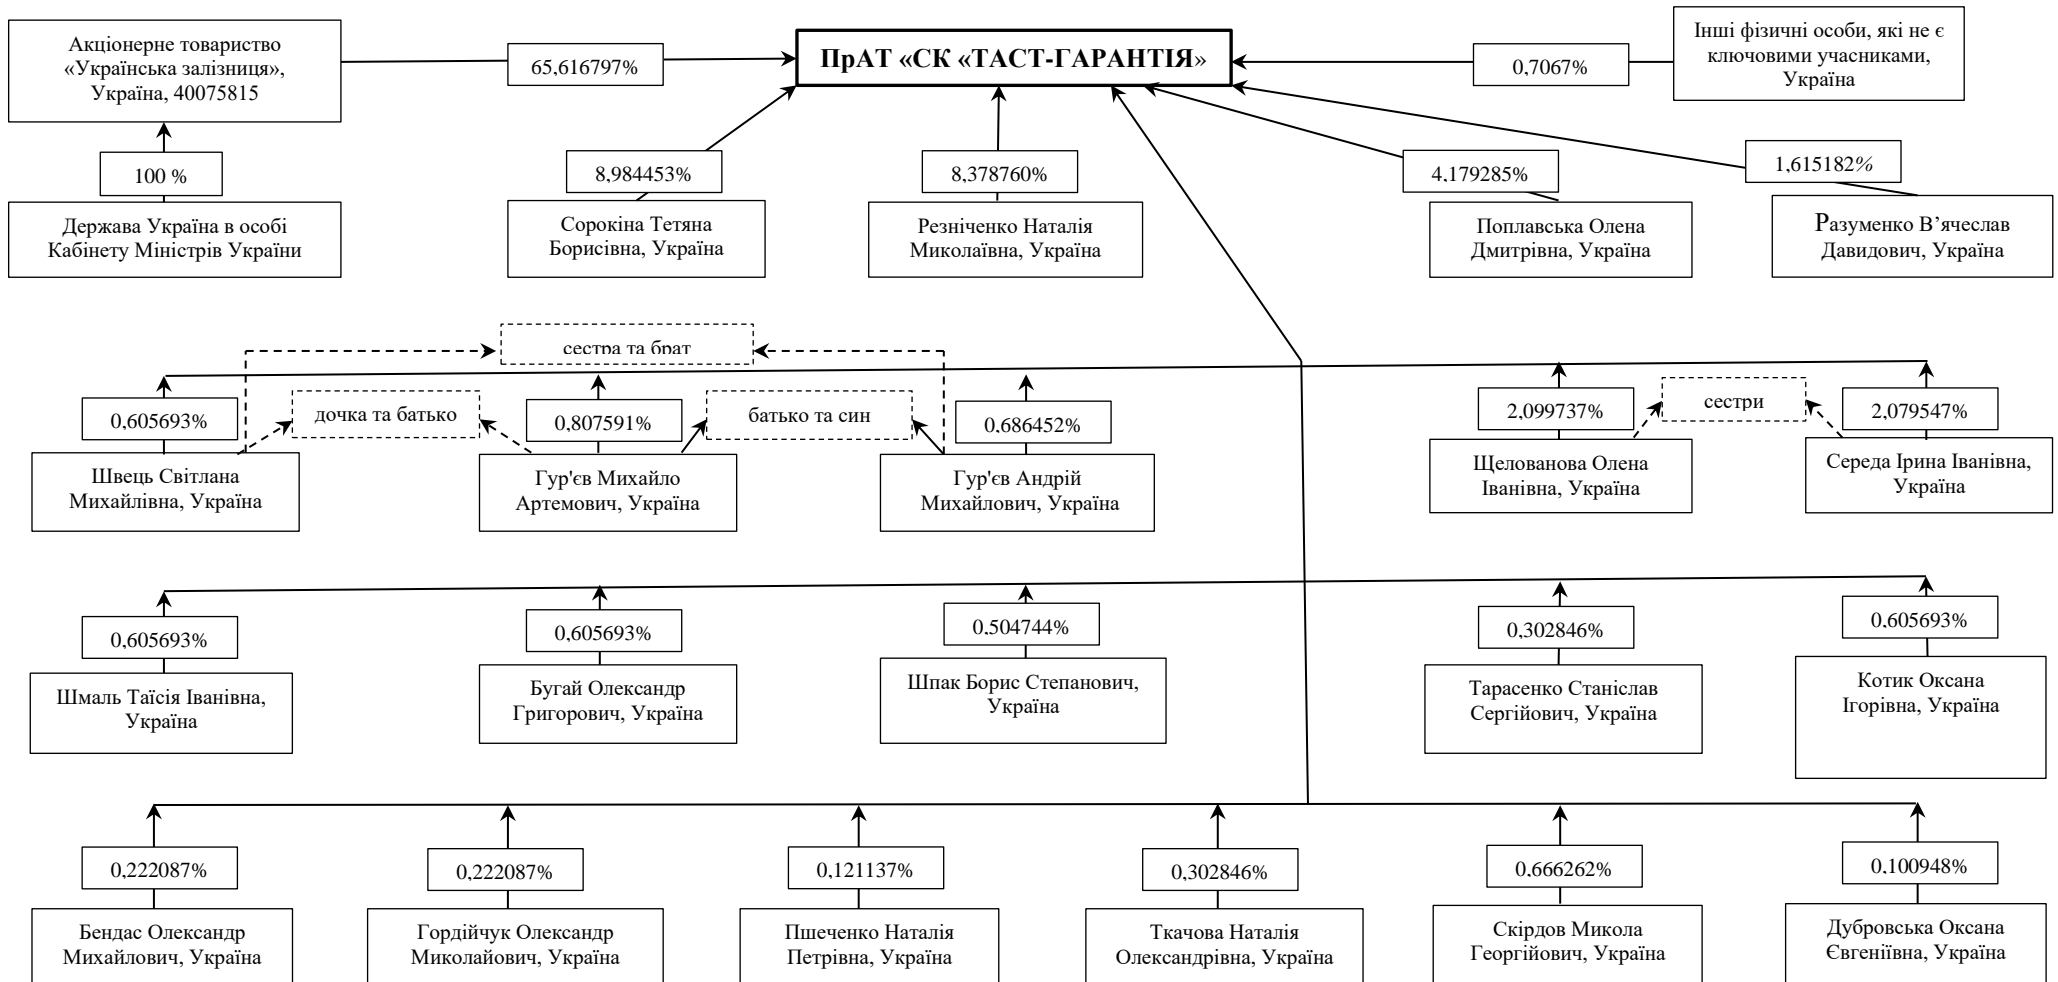 Акціонерне товариство
«Українська залізниця»,
Україна, 40075815
65,616797%
ПрАТ «СК «ТАСТ-ГАРАНТІЯ»
0,7067%
Інші фізичні особи, які не є
ключовими учасниками,
Україна
100 %
8,984453%
8,378760%
4,179285%
1,615182%
Держава Україна в особі
Кабінету Міністрів України
Сорокіна Тетяна
Борисівна, Україна
Резніченко Наталія
Миколаївна, Україна
Поплавська Олена
Дмитрівна, Україна
Разуменко В’ячеслав
Давидович, Україна
сестра та брат
0,605693%
дочка та батько
0,807591%
батько та син
0,686452%
2,099737%
сестри
2,079547%
Швець Світлана
Михайлівна, Україна
Гур'єв Михайло
Артемович, Україна
Гур'єв Андрій
Михайлович, Україна
Щелованова Олена
Іванівна, Україна
Середа Ірина Іванівна,
Україна
0,605693%
0,605693%
0,504744%
0,302846%
0,605693%
Шмаль Таїсія Іванівна,
Україна
Бугай Олександр
Григорович, Україна
Шпак Борис Степанович,
Україна
Тарасенко Станіслав
Сергійович, Україна
Котик Оксана
Ігорівна, Україна
0,222087%
0,222087%
0,121137%
0,302846%
0,666262%
0,100948%
Бендас Олександр
Михайлович, Україна
Гордійчук Олександр
Миколайович, Україна
Пшеченко Наталія
Петрівна, Україна
Ткачова Наталія
Олександрівна, Україна
Скірдов Микола
Георгійович, Україна
Дубровська Оксана
Євгеніївна, Україна